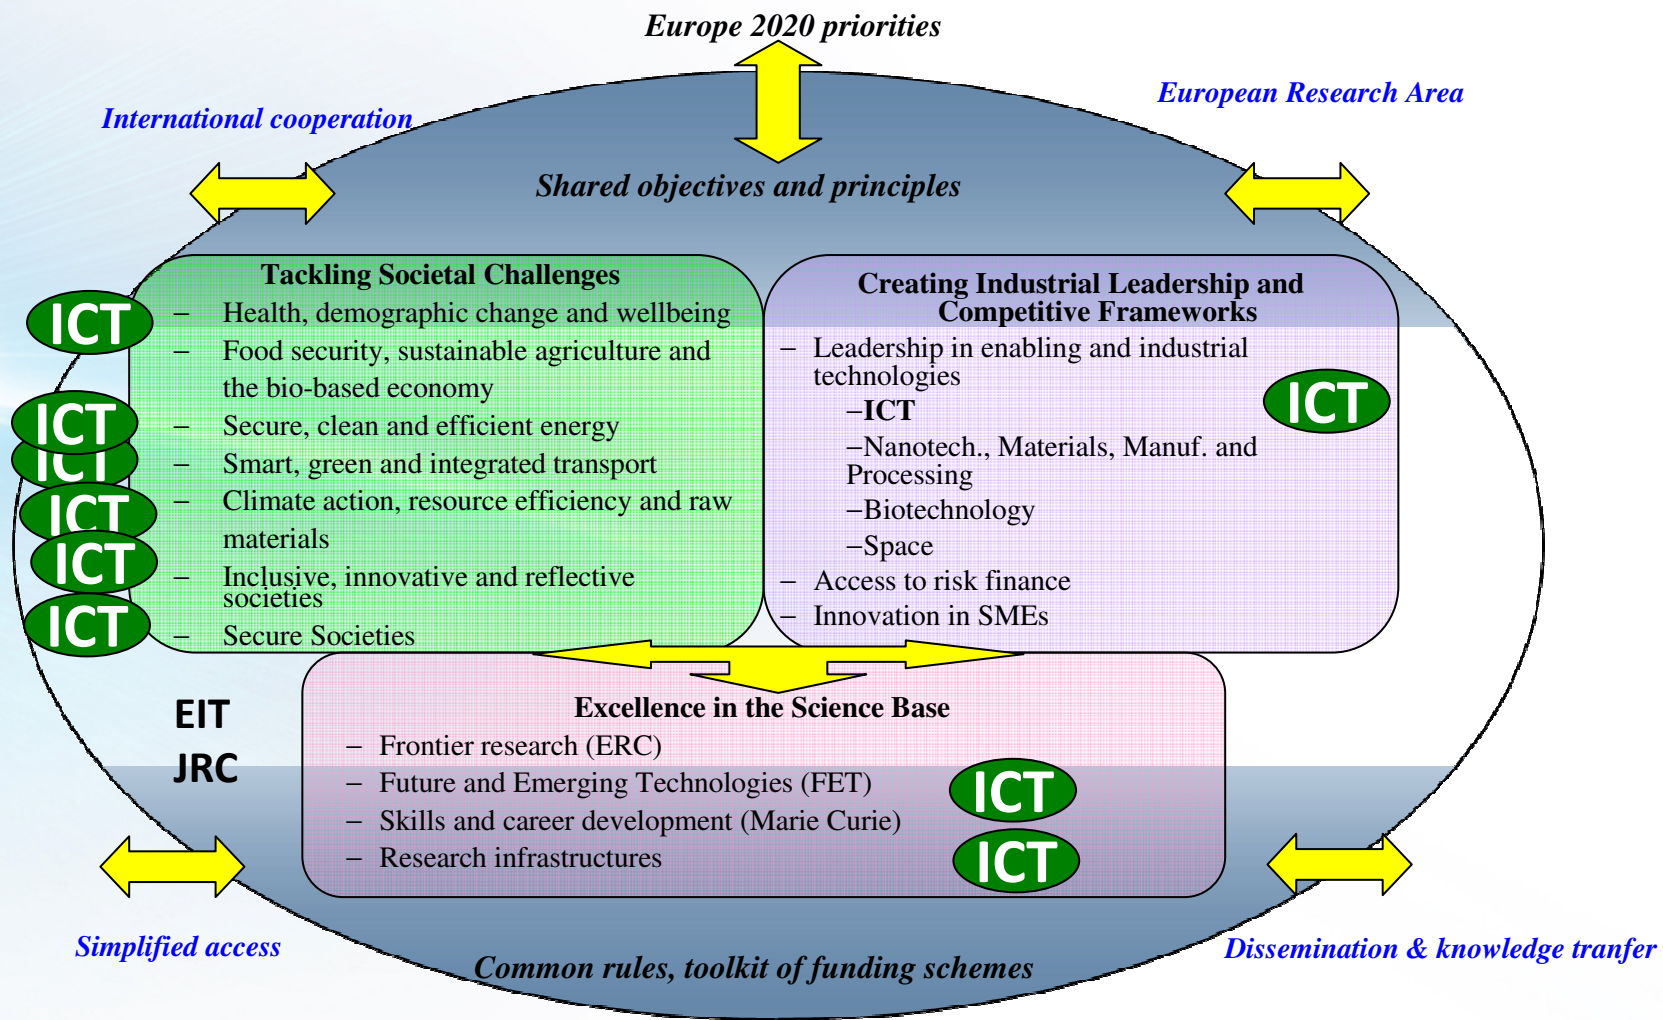 Europe 2020 priorities
International cooperation
European Research Area
Shared objectives and principles
Tackling Societal Challenges
– Health, demographic change and wellbeing
– Food security, sustainable agriculture and
the bio-based economy
– Secure, clean and efficient energy
– Smart, green and integrated transport
– Climate action, resource efficiency and raw
materials
– Inclusive, innovative and reflective
societies
– Secure Societies
ICT
ICT
ICT
ICT
ICT
ICT
Creating Industrial Leadership and
Competitive Frameworks
– Leadership in enabling and industrial
technologies
–ICT
–Nanotech., Materials, Manuf. and
Processing
–Biotechnology
–Space
– Access to risk finance
– Innovation in SMEs
ICT
EIT
JRC
Excellence in the Science Base
– Frontier research (ERC)
– Future and Emerging Technologies (FET)
– Skills and career development (Marie Curie)
– Research infrastructures
ICT
ICT
Simplified access
Common rules, toolkit of funding schemes
Dissemination & knowledge tranfer